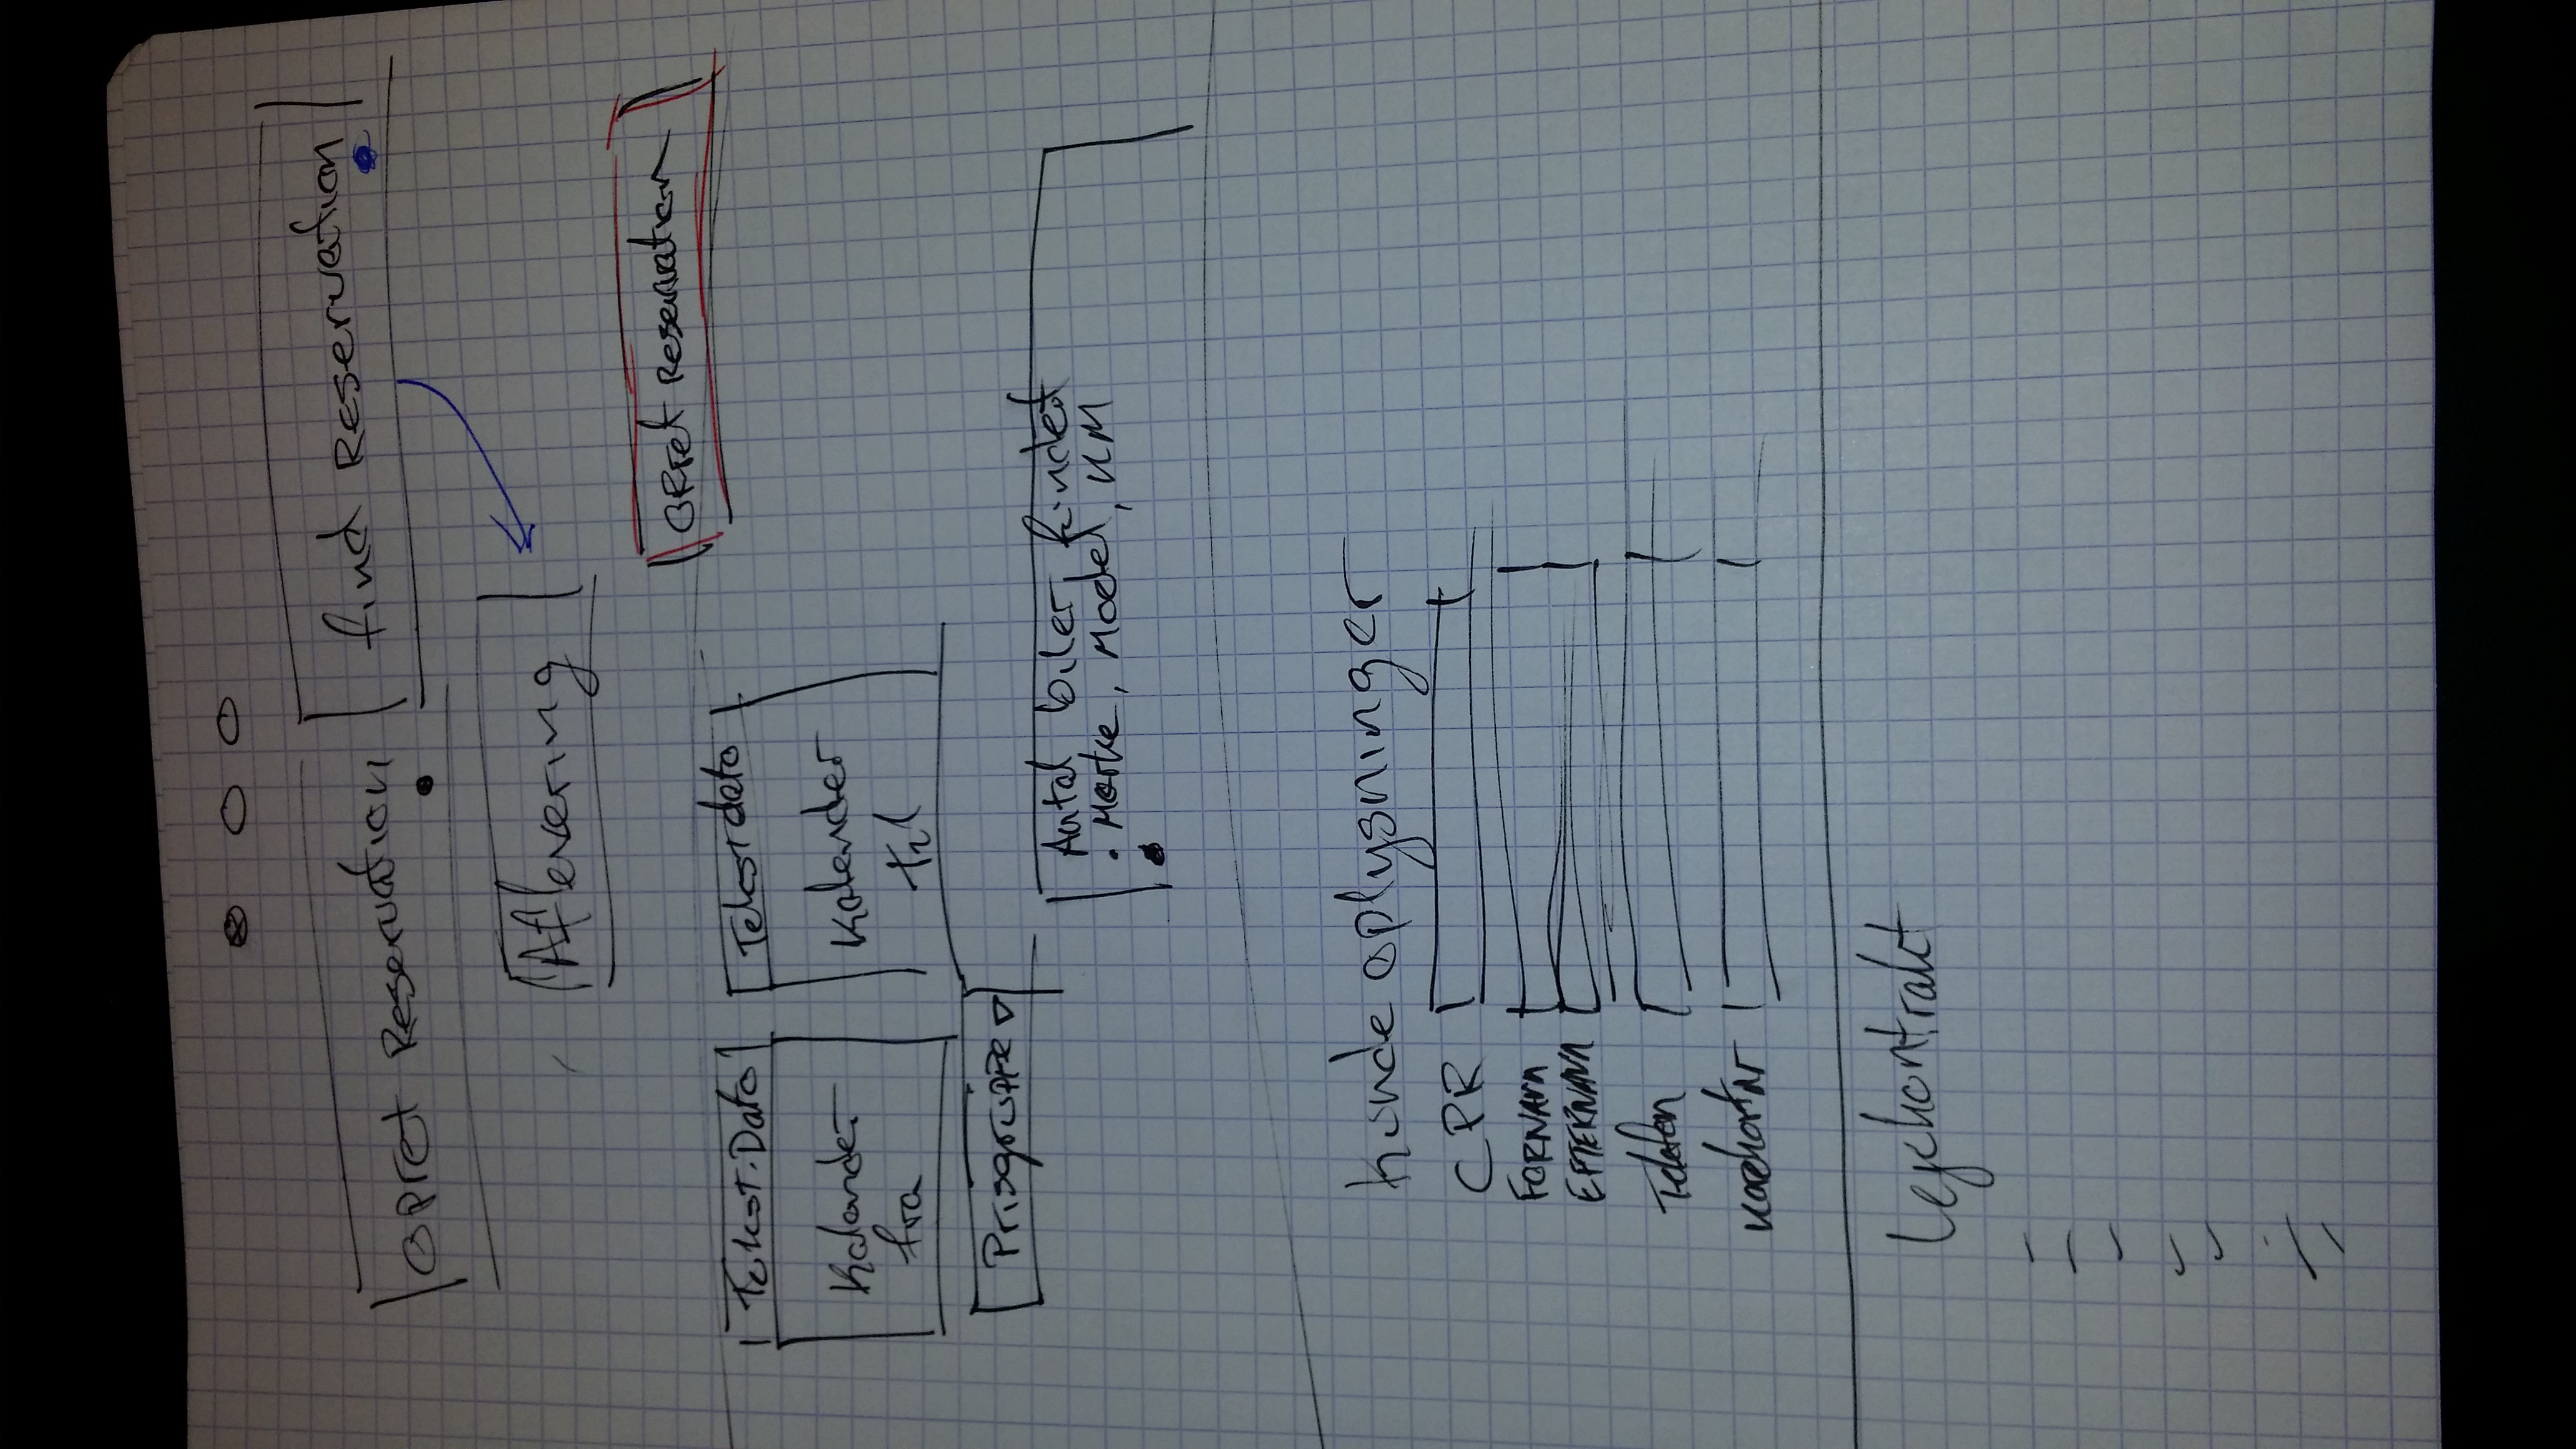 Opret Reservation
find Reservation
Aflevering
Opret Reservation
Tekst-Dato
Tekstdato
Kalender fra
Kalender til
Prisgruppe
Antal biler fundet
• Mærke, Model, KM
Kunde oplysninger
CPR
FORNAVN
EFTERNAVN
Telefon
kørekortnr
Lejekontrakt